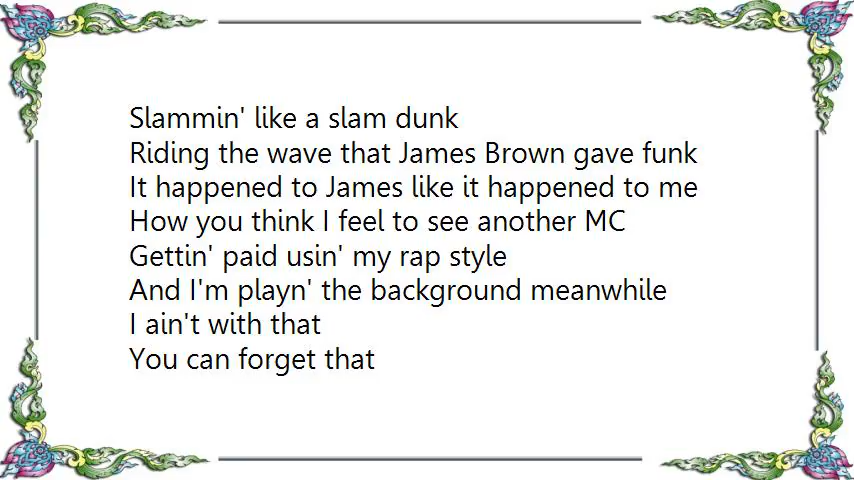 Slammin' like a slam dunk
Riding the wave that James Brown gave funk
It happened to James like it happened to me
How you think I feel to see another MC
Gettin' paid usin' my rap style
And I'm playn' the background meanwhile
I ain't with that
You can forget that